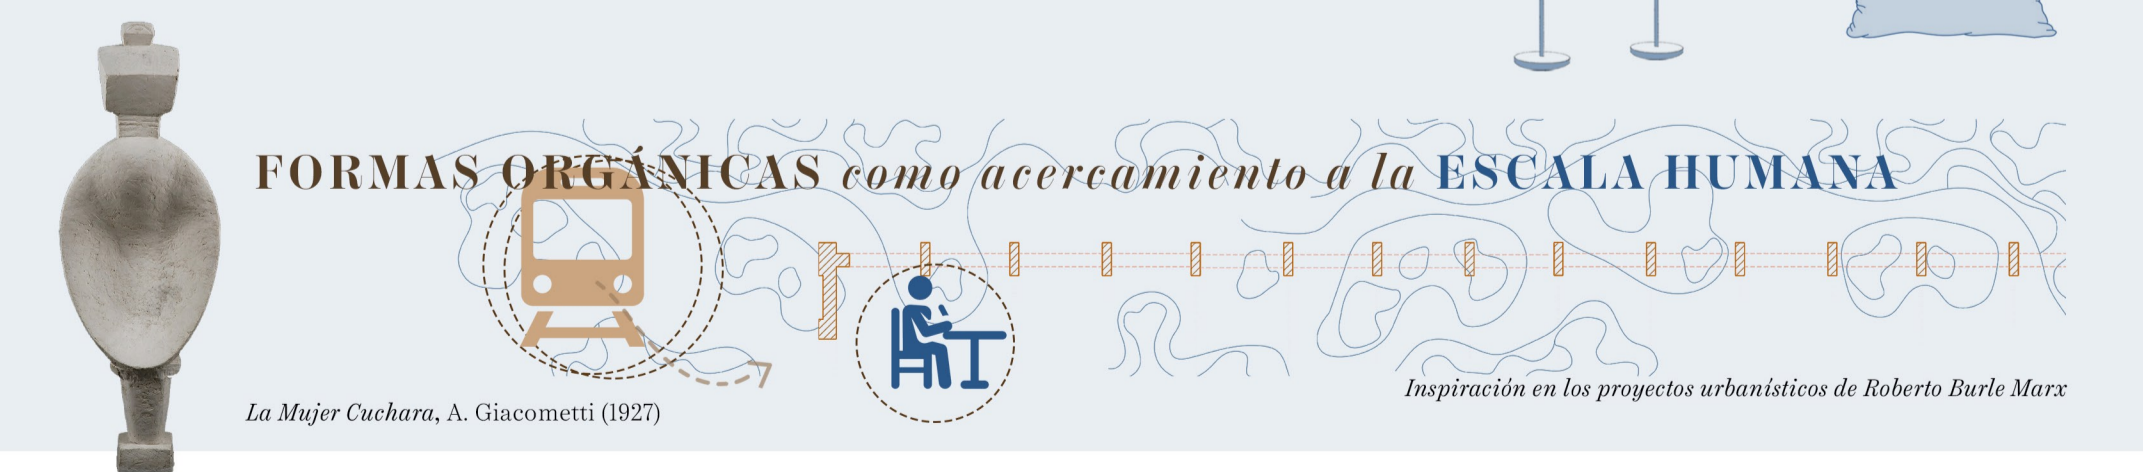 FORMAS ORGÁNICAS como acercamiento a la ESCALA HUMANA
Inspiración en los proyectos urbanísticos de Roberto Burle Marx
La Mujer Cuchara, A. Giacometti (1927)